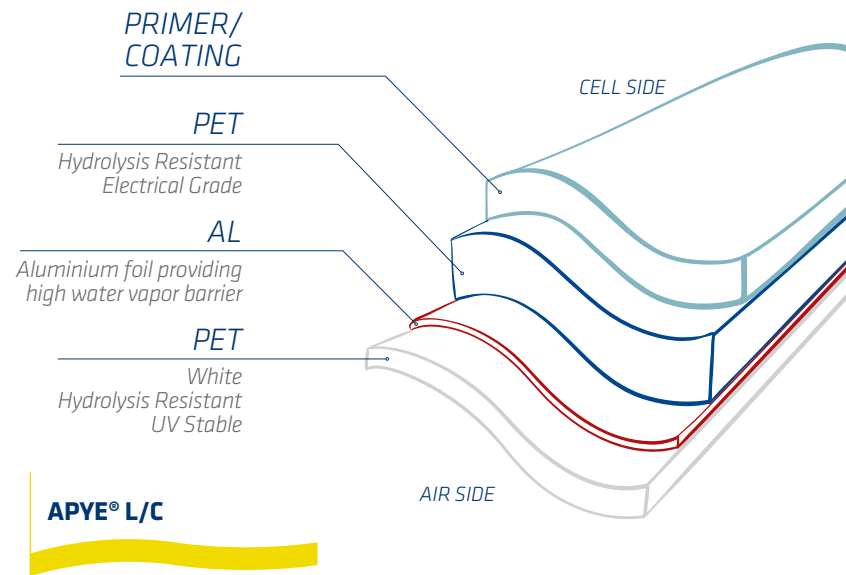 PRIMER/
COATING
CELL SIDE
PET
Hydrolysis Resistant
Electrical Grade
AL
Aluminium foil providing
high water vapor barrier
PET
White
Hydrolysis Resistant
UV Stable
AIR SIDE
APYE® L/C